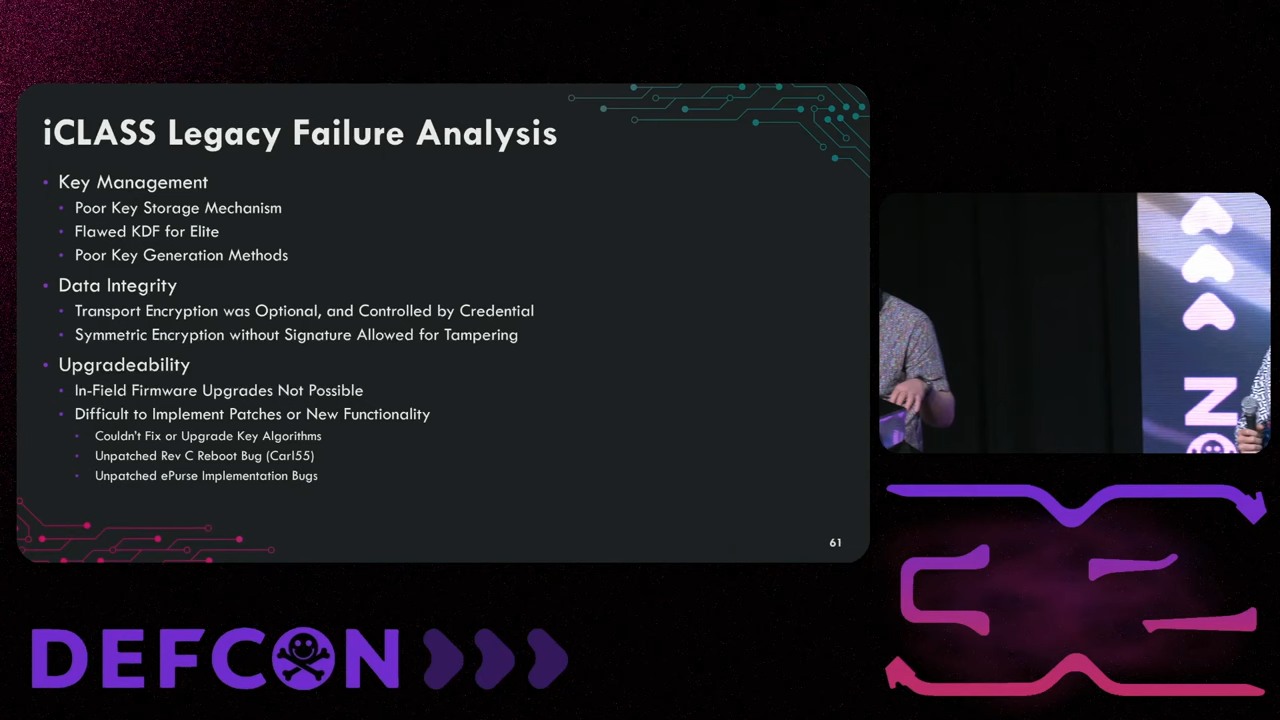 iCLASS Legacy Failure Analysis
• Key Management
• Poor Key Storage Mechanism
• Flawed KDF for Elite
• Poor Key Generation Methods
• Data Integrity
• Transport Encryption was Optional, and Controlled by Credential
• Symmetric Encryption without Signature Allowed for Tampering
• Upgradeability
• In-Field Firmware Upgrades Not Possible
• Difficult to Implement Patches or New Functionality
• Couldn't Fix or Upgrade Key Algorithms
• Unpatched Rev C Reboot Bug (Carl55)
• Unpatched ePurse Implementation Bugs
61
N
DEFCON